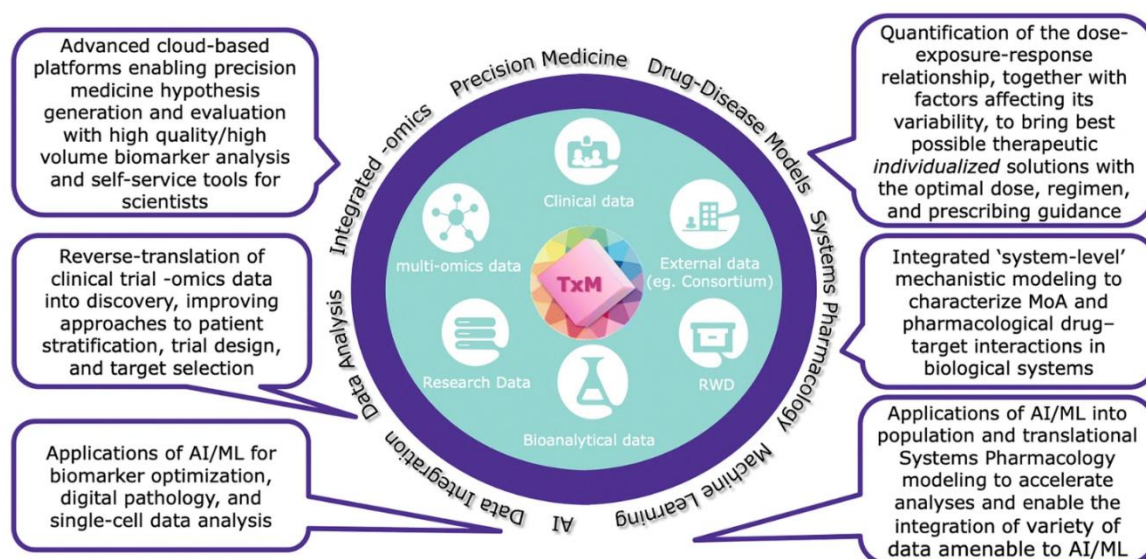 Advanced cloud-based
platforms enabling precision
medicine hypothesis
generation and evaluation
with high quality/high
volume biomarker analysis
and self-service tools for
scientists
Reverse-translation of
clinical trial -omics data
into discovery, improving
approaches to patient
stratification, trial design,
and target selection
Applications of AI/ML for
biomarker optimization,
digital pathology, and
single-cell data analysis
Integrated -omics
Precision Medicine
Drug-Disease Models
Systems Pharmacology
Machine Learning
AI
Data Integration
Data Analysis
Clinical data
multi-omics data
External data
(eg. Consortium)
TxM
Research Data
RWD
Bioanalytical data
Quantification of the dose-
exposure-response
relationship, together with
factors affecting its
variability, to bring best
possible therapeutic
individualized solutions with
the optimal dose, regimen,
and prescribing guidance
Integrated ‘system-level’
mechanistic modeling to
characterize MoA and
pharmacological drug–
target interactions in
biological systems
Applications of AI/ML into
population and translational
Systems Pharmacology
modeling to accelerate
analyses and enable the
integration of variety of
data amenable to AI/ML